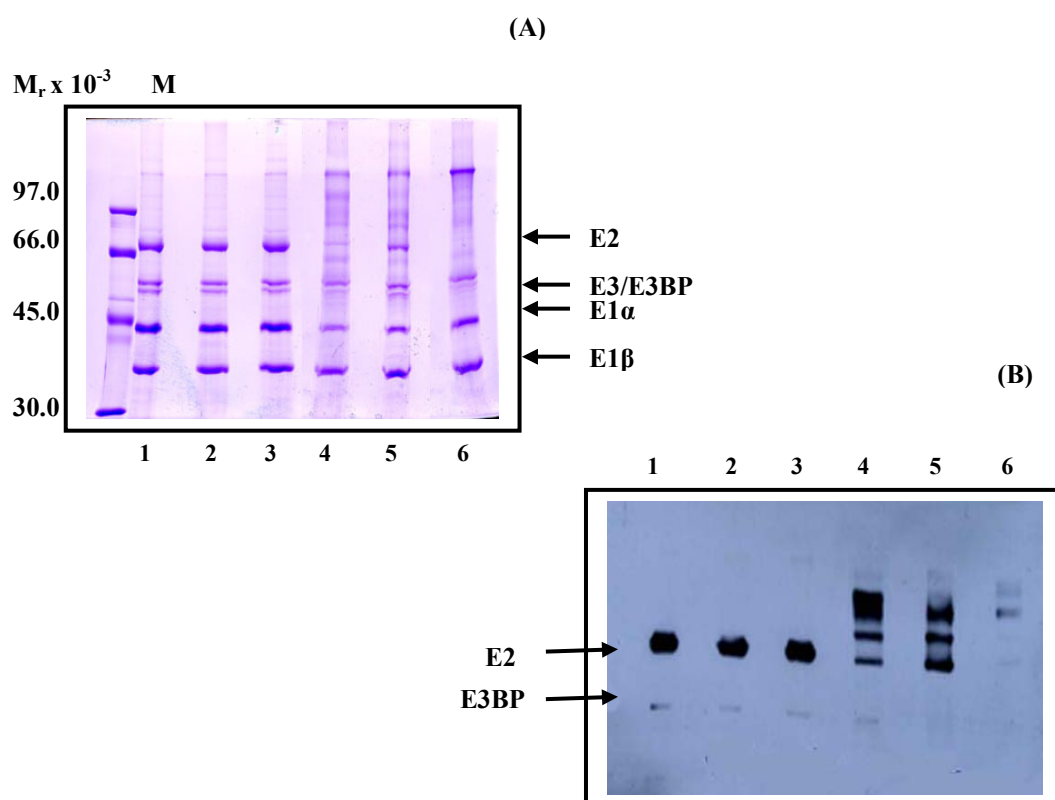 (A)
Mr x 10-3 M
97.0
66.0
45.0
30.0
E2
E3/E3BP
E1α
E1β
1 2 3 4 5 6
(B)
1 2 3 4 5 6
E2
E3BP